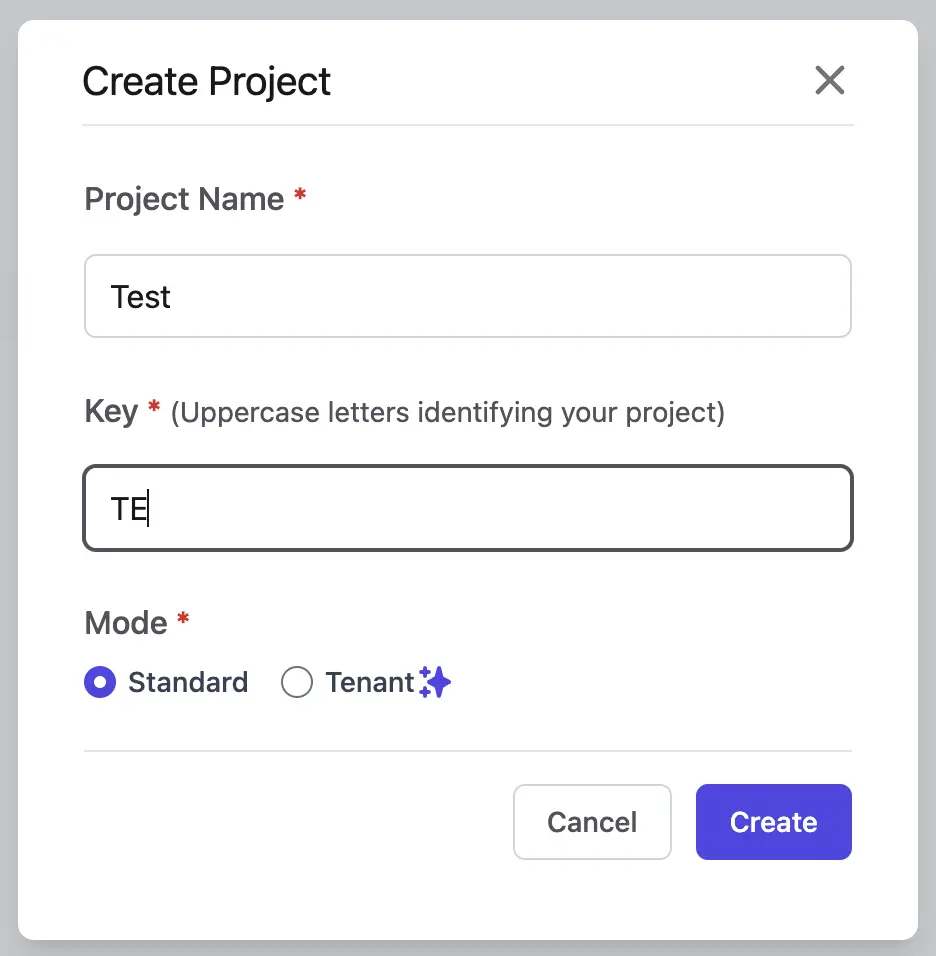 Create Project
Project Name *
Test
Key * (Uppercase letters identifying your project)
TE
Mode *
Standard Tenant
Cancel Create